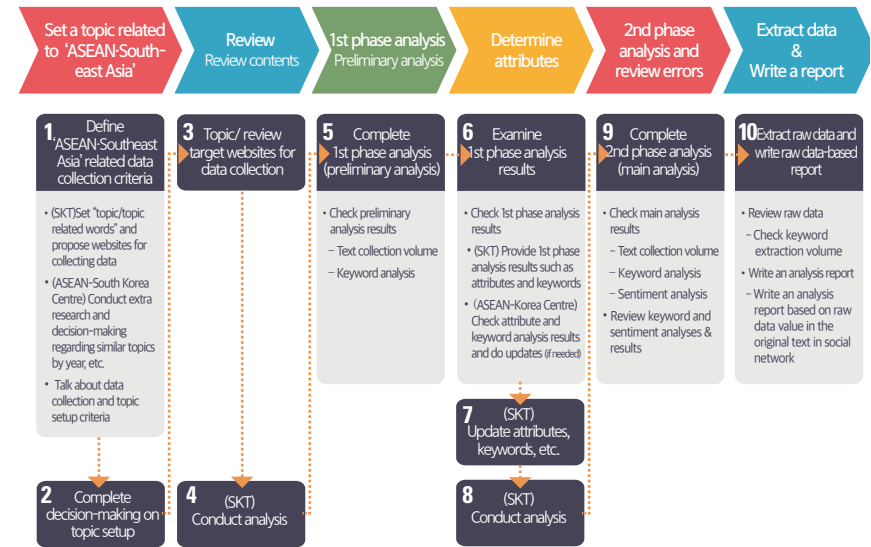 Set a topic related
to ‘ASEAN·South-
east Asia’
Review
Review contents
1st phase analysis
Preliminary analysis
Determine
attributes
2nd phase
analysis and
review errors
Extract data
&
Write a report
1 Define
‘ASEAN·Southeast
Asia’ related data
collection criteria
• (SKT)Set “topic/topic
related words” and
propose websites for
collecting data
• (ASEAN-South Korea
Centre) Conduct extra
research and
decision-making
regarding similar topics
by year, etc.
• Talk about data
collection and topic
setup criteria
2 Complete
decision-making on
topic setup
3 Topic/ review
target websites for
data collection
4 (SKT)
Conduct analysis
5 Complete
1st phase analysis
(preliminary analysis)
• Check preliminary
analysis results
– Text collection volume
– Keyword analysis
6 Examine
1st phase analysis
results
• Check 1st phase analysis
results
• (SKT) Provide 1st phase
analysis results such as
attributes and keywords
• (ASEAN-Korea Centre)
Check attribute and
keyword analysis results
and do updates (if needed)
7 (SKT)
Update attributes,
keywords, etc.
8 (SKT)
Conduct analysis
9 Complete
2nd phase analysis
(main analysis)
• Check main analysis
results
– Text collection volume
– Keyword analysis
– Sentiment analysis
• Review keyword and
sentiment analyses &
results
10 Extract raw data and
write raw data-based
report
• Review raw data
– Check keyword
extraction volume
• Write an analysis report
– Write an analysis
report based on raw
data value in the
original text in social
network